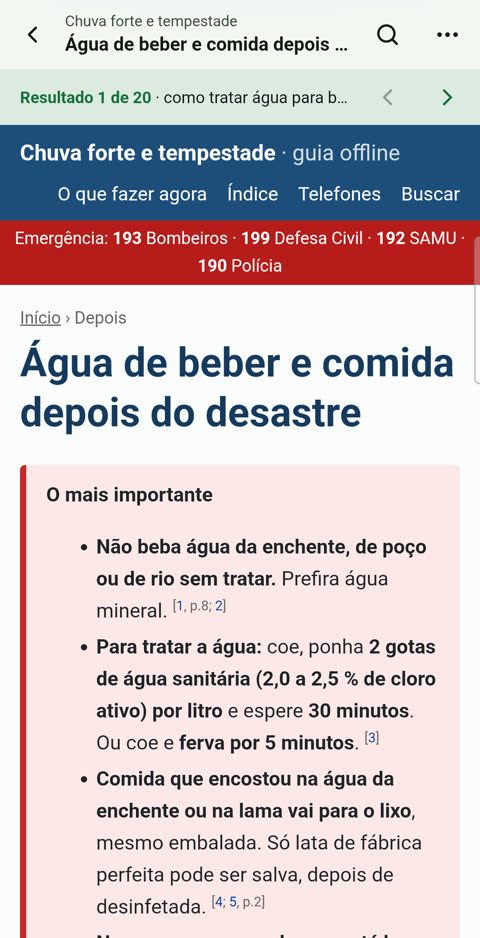 Chuva forte e tempestade
Água de beber e comida depois ...
Resultado 1 de 20 · como tratar água para b...
Chuva forte e tempestade · guia offline
O que fazer agora Índice Telefones Buscar
Emergência: 193 Bombeiros · 199 Defesa Civil · 192 SAMU ·
190 Polícia
Início › Depois
Água de beber e comida
depois do desastre
O mais importante
• Não beba água da enchente, de poço
ou de rio sem tratar. Prefira água
mineral. [1, p.8; 2]
• Para tratar a água: coe, ponha 2 gotas
de água sanitária (2,0 a 2,5 % de cloro
ativo) por litro e espere 30 minutos.
Ou coe e ferva por 5 minutos. [3]
• Comida que encostou na água da
enchente ou na lama vai para o lixo,
mesmo embalada. Só lata de fábrica
perfeita pode ser salva, depois de
desinfetada. [4; 5, p.2]